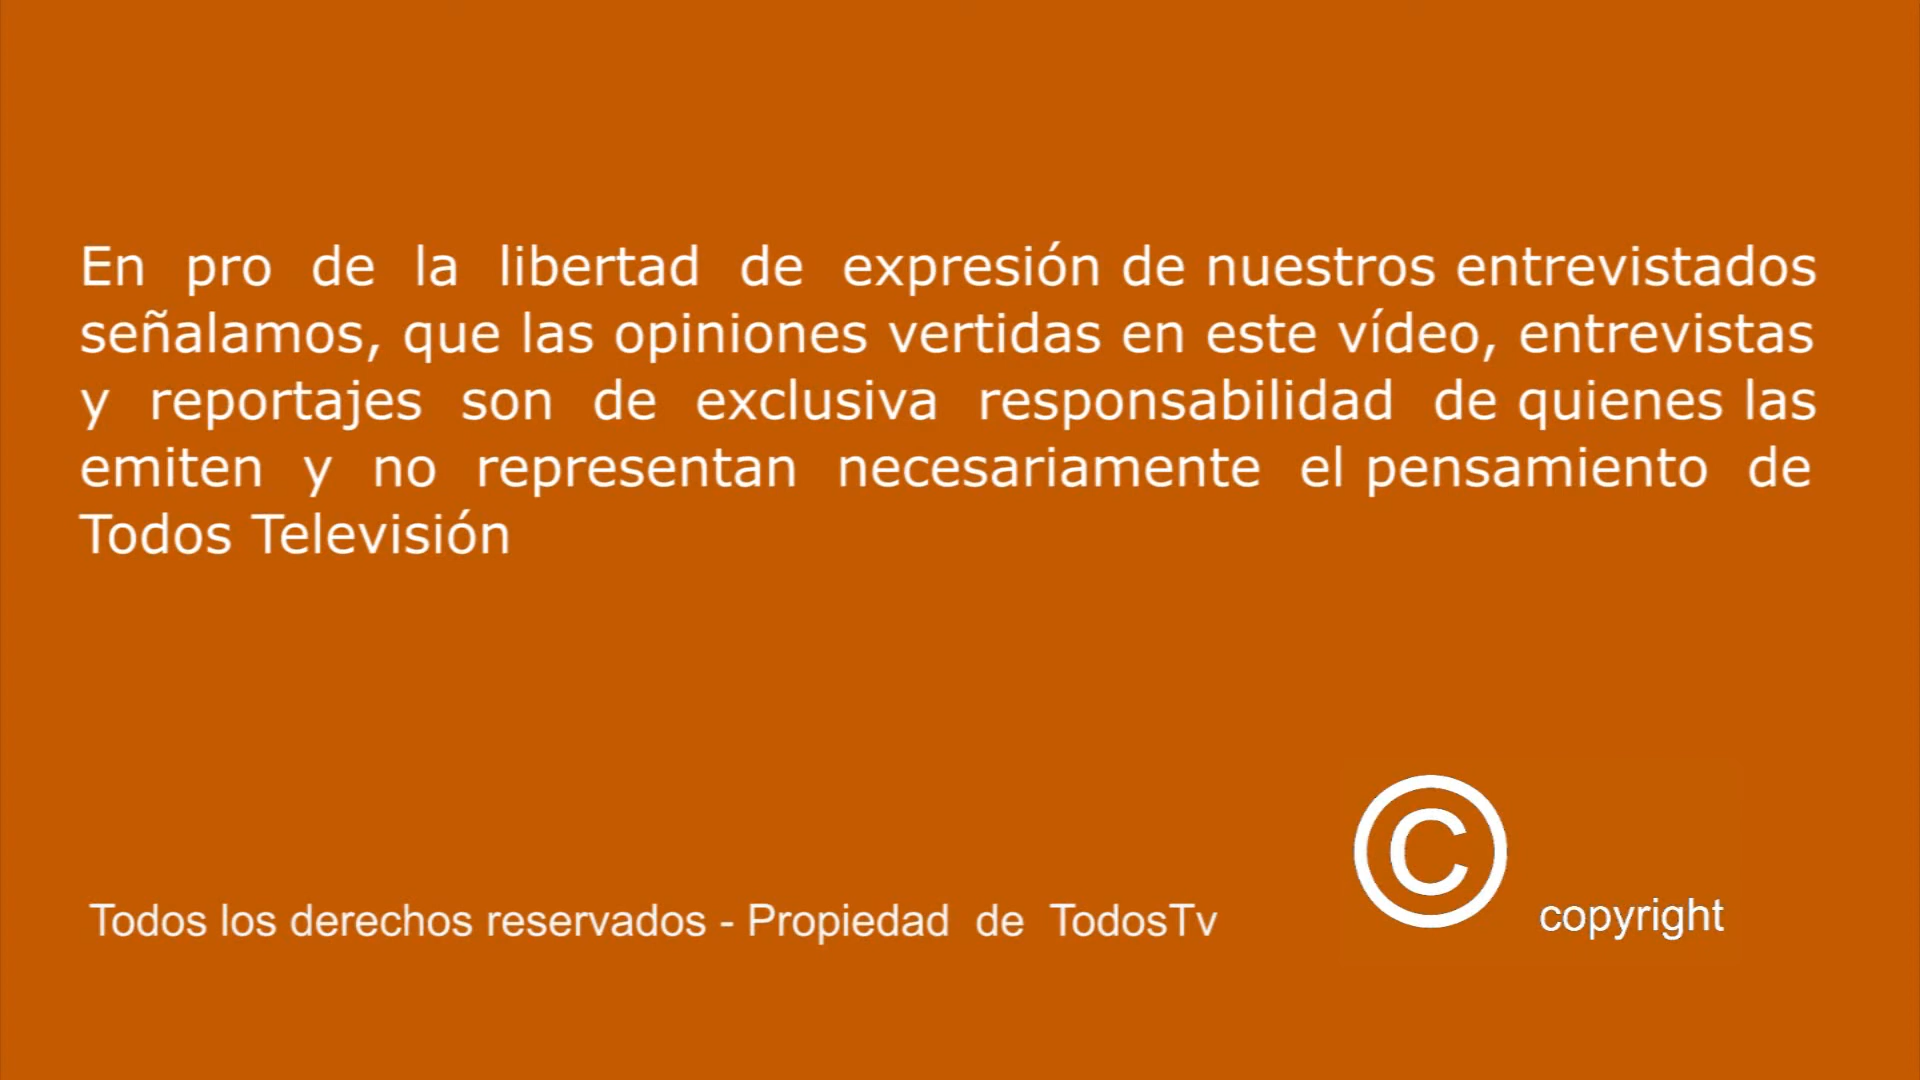 En pro de la libertad de expresión de nuestros entrevistados
señalamos, que las opiniones vertidas en este vídeo, entrevistas
y reportajes son de exclusiva responsabilidad de quienes las
emiten y no representan necesariamente el pensamiento de
Todos Televisión
© copyright
Todos los derechos reservados - Propiedad de TodosTv